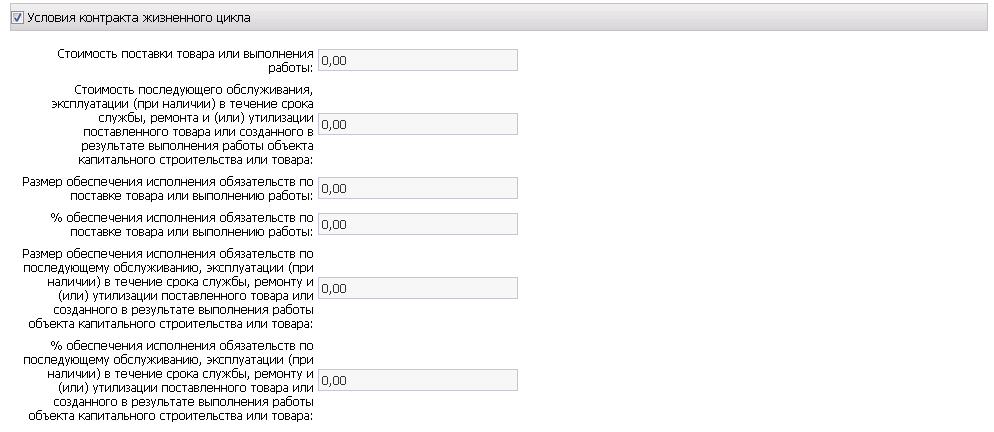 Условия контракта жизненного цикла
Стоимость поставки товара или выполнения
работы:
0,00
Стоимость последующего обслуживания,
эксплуатации (при наличии) в течение срока
службы, ремонта и (или) утилизации
поставленного товара или созданного в
результате выполнения работы объекта
капитального строительства или товара:
0,00
Размер обеспечения исполнения обязательств по
поставке товара или выполнению работы:
0,00
% обеспечения исполнения обязательств по
поставке товара или выполнению работы:
0,00
Размер обеспечения исполнения обязательств по
последующему обслуживанию, эксплуатации (при
наличии) в течение срока службы, ремонту и
(или) утилизации поставленного товара или
созданного в результате выполнения работы
объекта капитального строительства или товара:
0,00
% обеспечения исполнения обязательств по
последующему обслуживанию, эксплуатации (при
наличии) в течение срока службы, ремонту и
(или) утилизации поставленного товара или
созданного в результате выполнения работы
объекта капитального строительства или товара:
0,00